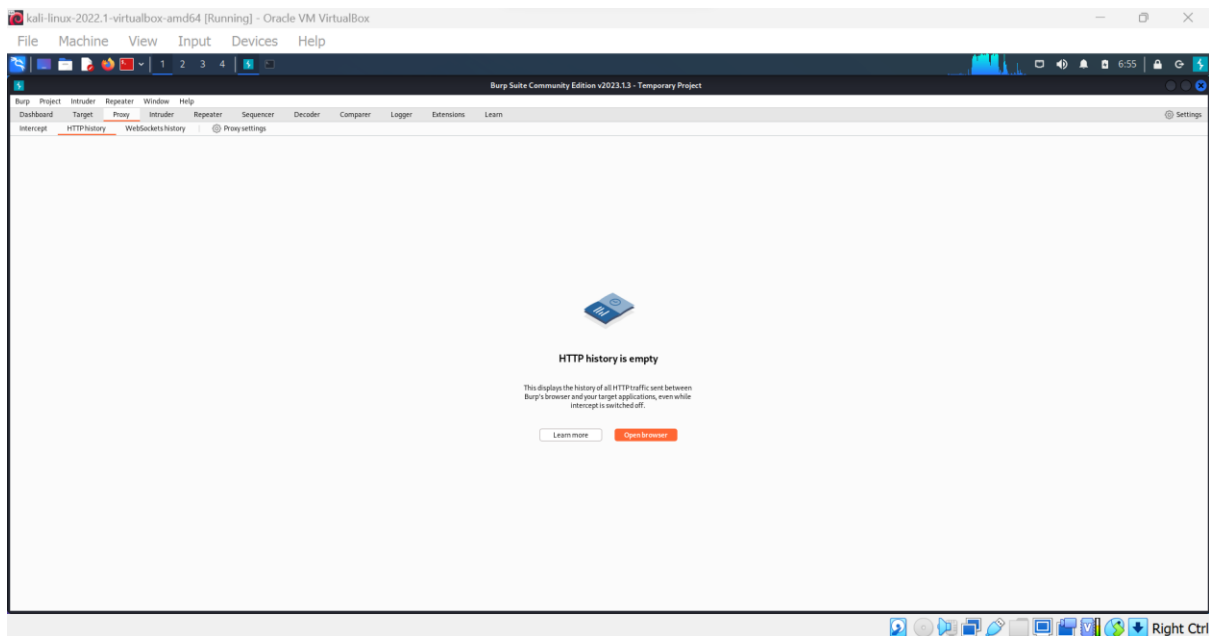 kali-linux-2022.1-virtualbox-amd64 [Running] - Oracle VM VirtualBox
File Machine View Input Devices Help
1 2 3 4 6:55
Burp Suite Community Edition v2023.1.3 - Temporary Project
Burp Project Intruder Repeater Window Help
Dashboard Target Proxy Intruder Repeater Sequencer Decoder Comparer Logger Extensions Learn Settings
Intercept HTTP history WebSockets history Proxy settings
HTTP history is empty
This displays the history of all HTTP traffic sent between
Burp's browser and your target applications, even while
intercept is switched off.
Learn more Open browser
Right Ctrl